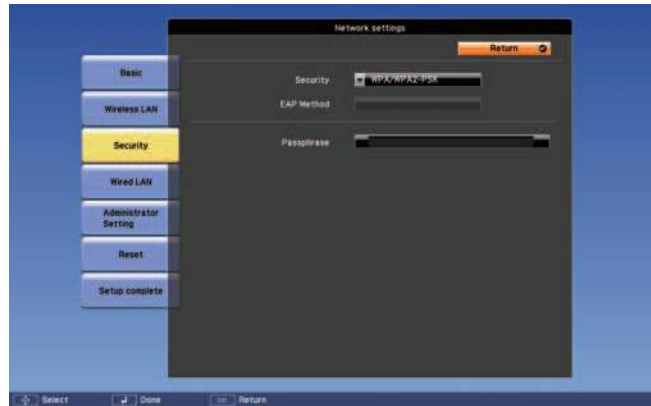 Network settings
Return
Basic
Wireless LAN
Security
Wired LAN
Administrator
Setting
Reset
Setup complete
Security WPA/WPA2-PSK
EAP Method
Passphrase
Select Done Return